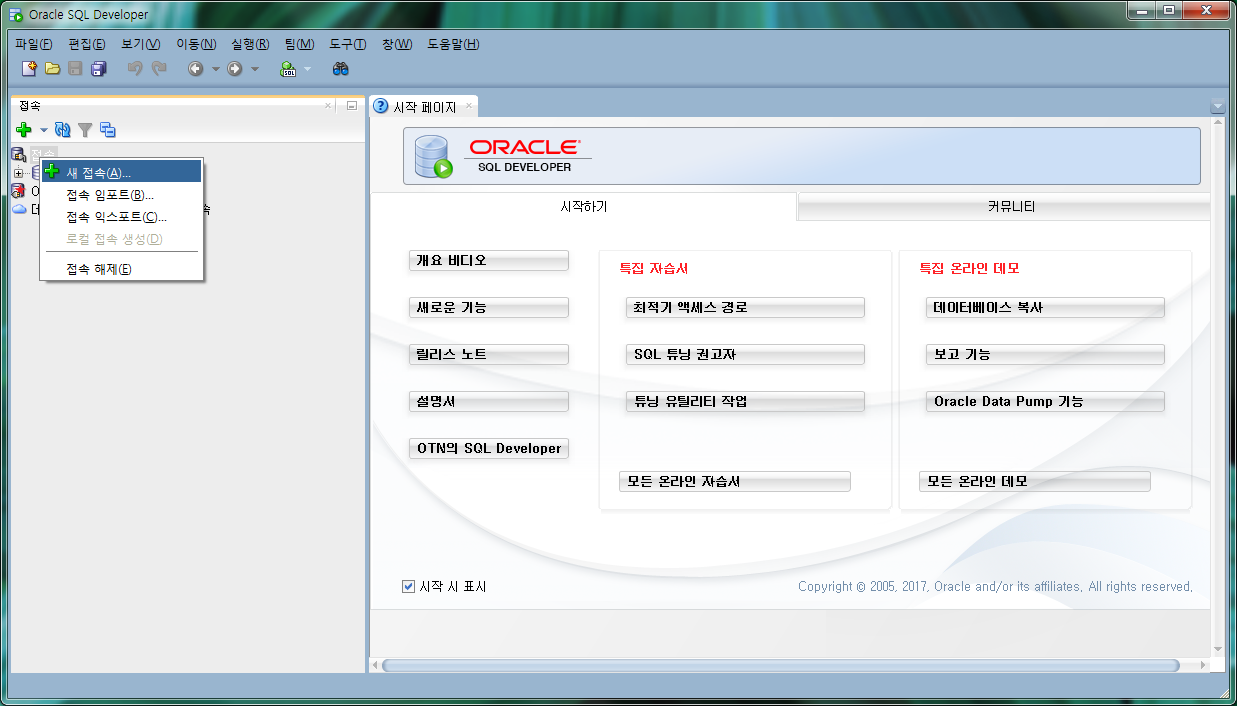 Oracle SQL Developer
파일(F) 편집(E) 보기(V) 이동(N) 실행(R) 팀(M) 도구(T) 창(W) 도움말(H)
SQL
접속
시작 페이지
접속
ORACLE
SQL DEVELOPER
새 접속(A)...
접속 임포트(B)...
접속 익스포트(C)...
로컬 접속 생성(D)
접속 해제(E)
시작하기
커뮤니티
개요 비디오
새로운 기능
릴리스 노트
설명서
OTN의 SQL Developer
특집 자습서
최적기 액세스 경로
SQL 튜닝 권고자
튜닝 유틸리티 작업
모든 온라인 자습서
특집 온라인 데모
데이터베이스 복사
보고 기능
Oracle Data Pump 기능
모든 온라인 데모
시작 시 표시
Copyright © 2005, 2017, Oracle and/or its affiliates. All rights reserved.